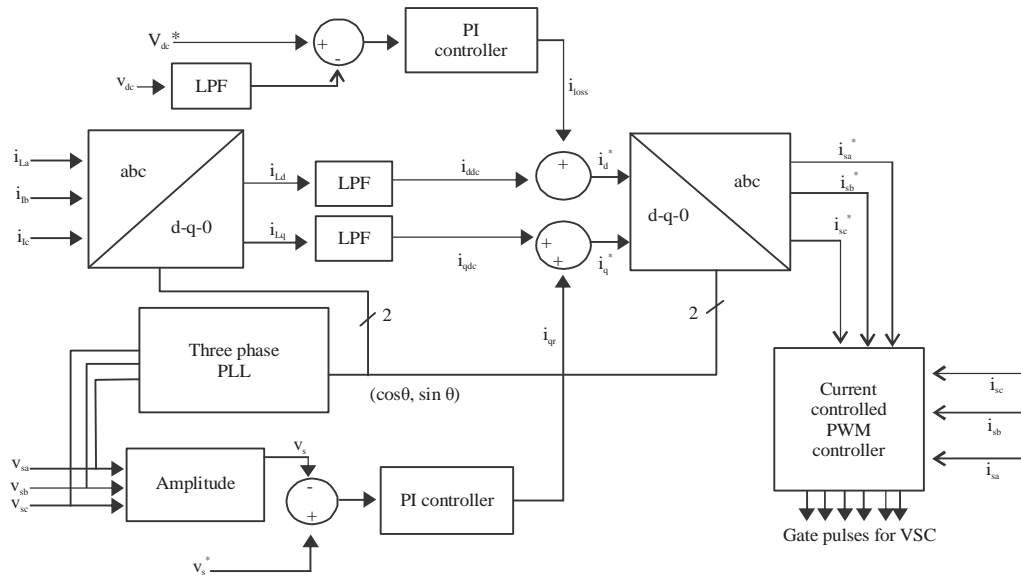 V_dc*
+
-
PI
controller
v_dc
LPF
i_loss
i_La
i_Ib
i_Ic
abc
d-q-0
i_Ld
LPF
i_ddc
+
i_d*
i_Lq
LPF
i_qdc
+
+
i_q*
abc
d-q-0
i_sa*
i_sb*
i_sc*
2
2
i_qr
Three phase
PLL
(cosθ, sin θ)
Current
controlled
PWM
controller
i_sc
i_sb
i_sa
v_sa
v_sb
v_sc
Amplitude
v_s
-
+
PI controller
v_s*
Gate pulses for VSC